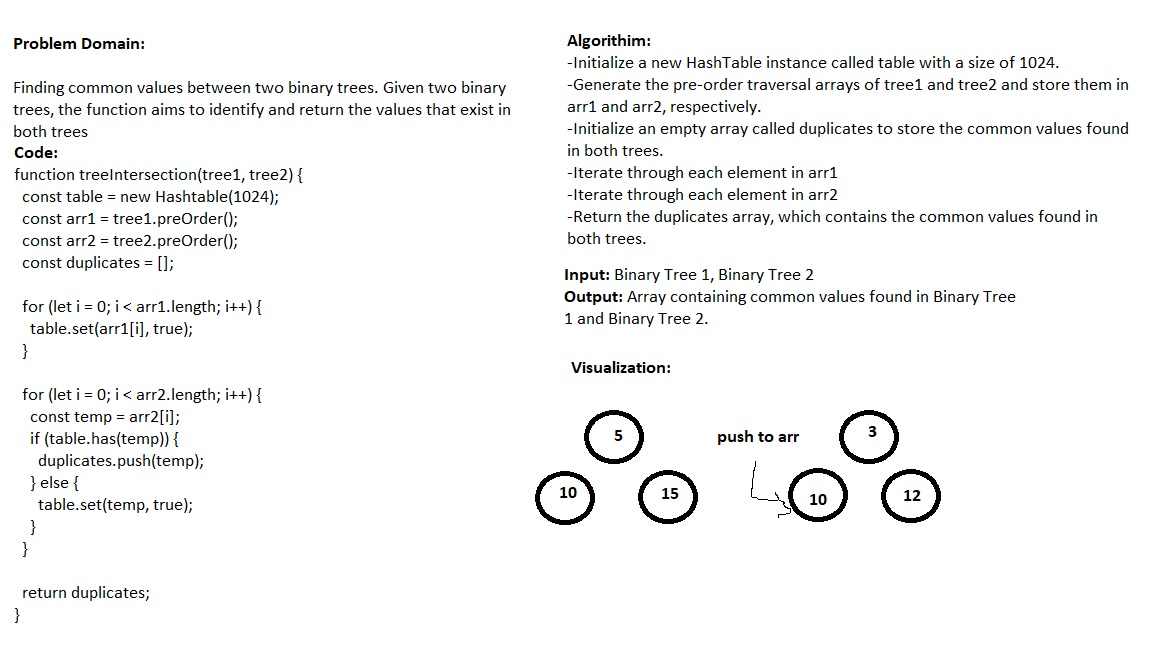 Problem Domain:
Finding common values between two binary trees. Given two binary
trees, the function aims to identify and return the values that exist in
both trees
Code:
function treeIntersection(tree1, tree2) {
const table = new Hashtable(1024);
const arr1 = tree1.preOrder();
const arr2 = tree2.preOrder();
const duplicates = [];
for (let i = 0; i < arr1.length; i++) {
table.set(arr1[i], true);
}
for (let i = 0; i < arr2.length; i++) {
const temp = arr2[i];
if (table.has(temp)) {
duplicates.push(temp);
} else {
table.set(temp, true);
}
}
return duplicates;
}
Algorithim:
-Initialize a new HashTable instance called table with a size of 1024.
-Generate the pre-order traversal arrays of tree1 and tree2 and store them in
arr1 and arr2, respectively.
-Initialize an empty array called duplicates to store the common values found
in both trees.
-Iterate through each element in arr1
-Iterate through each element in arr2
-Return the duplicates array, which contains the common values found in
both trees.
Input: Binary Tree 1, Binary Tree 2
Output: Array containing common values found in Binary Tree
1 and Binary Tree 2.
Visualization:
5
10
15
push to arr
3
10
12